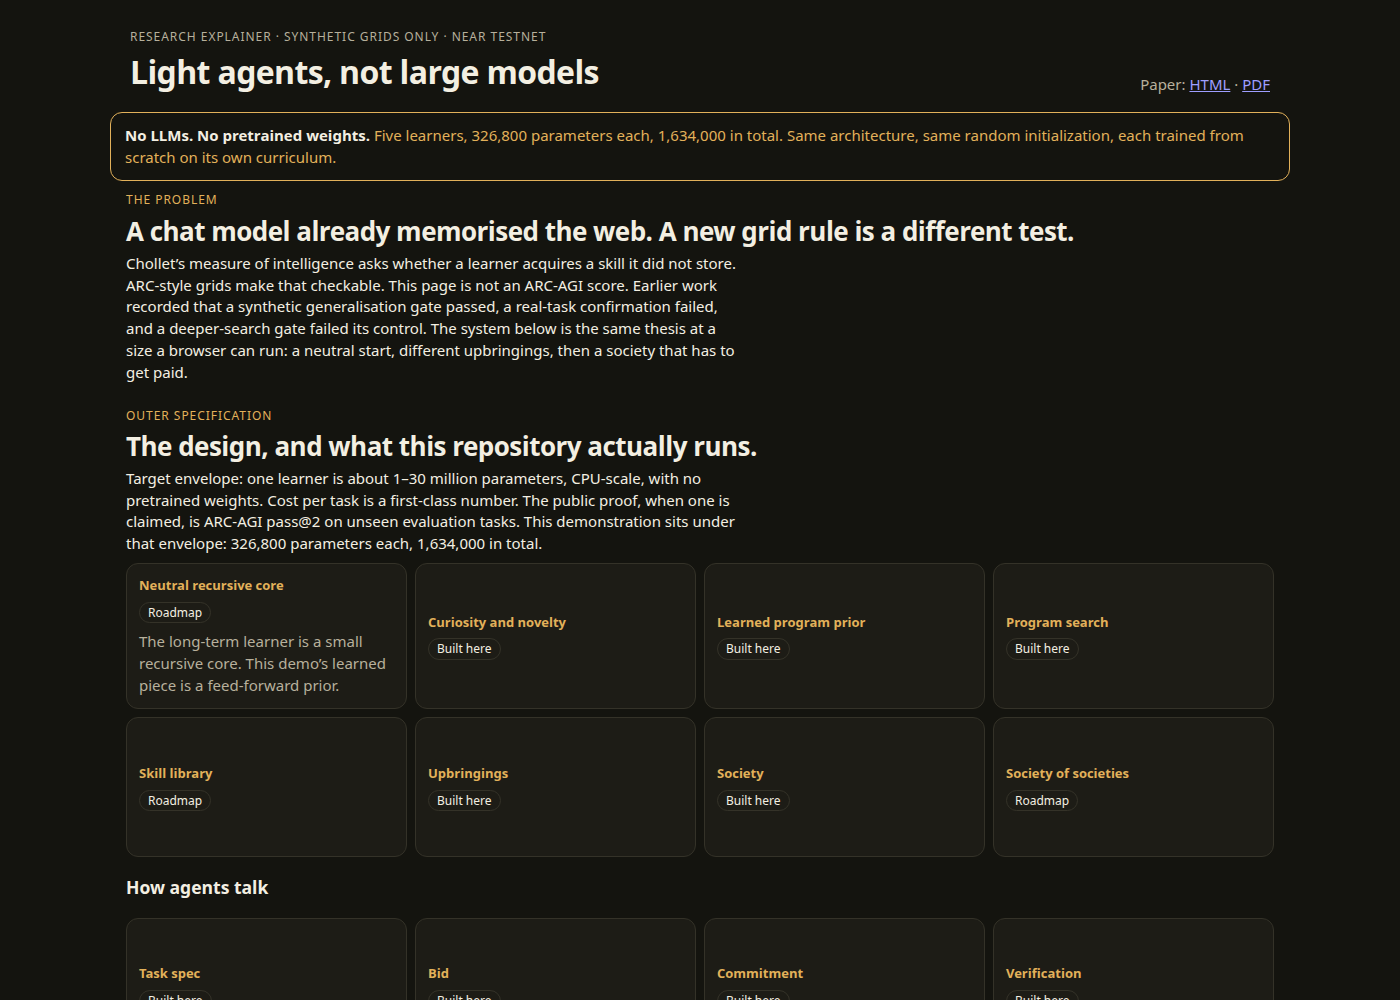 RESEARCH EXPLAINER · SYNTHETIC GRIDS ONLY · NEAR TESTNET
Light agents, not large models
Paper: HTML · PDF
No LLMs. No pretrained weights. Five learners, 326,800 parameters each, 1,634,000 in total. Same architecture, same random initialization, each trained from
scratch on its own curriculum.
THE PROBLEM
A chat model already memorised the web. A new grid rule is a different test.
Chollet’s measure of intelligence asks whether a learner acquires a skill it did not store.
ARC-style grids make that checkable. This page is not an ARC-AGI score. Earlier work
recorded that a synthetic generalisation gate passed, a real-task confirmation failed,
and a deeper-search gate failed its control. The system below is the same thesis at a
size a browser can run: a neutral start, different upbringings, then a society that has to
get paid.
OUTER SPECIFICATION
The design, and what this repository actually runs.
Target envelope: one learner is about 1–30 million parameters, CPU-scale, with no
pretrained weights. Cost per task is a first-class number. The public proof, when one is
claimed, is ARC-AGI pass@2 on unseen evaluation tasks. This demonstration sits under
that envelope: 326,800 parameters each, 1,634,000 in total.
Neutral recursive core
Roadmap
The long-term learner is a small
recursive core. This demo’s learned
piece is a feed-forward prior.
Curiosity and novelty
Built here
Learned program prior
Built here
Program search
Built here
Skill library
Roadmap
Upbringings
Built here
Society
Built here
Society of societies
Roadmap
How agents talk
Task spec
Built here
Bid
Built here
Commitment
Built here
Verification
Built here